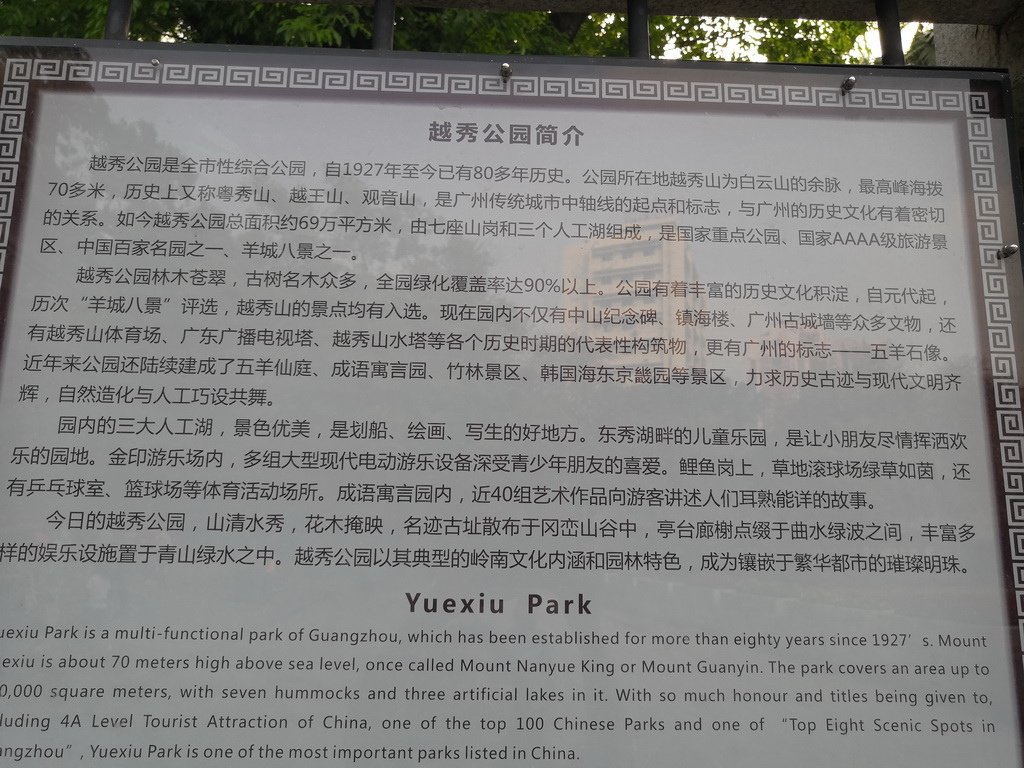 越秀公园简介
越秀公园是全市性综合公园，自1927年至今已有80多年历史。公园所在地越秀山为白云山的余脉，最高峰海拨
70多米，历史上又称粤秀山、越王山、观音山，是广州传统城市中轴线的起点和标志，与广州的历史文化有着密切
的关系。如今越秀公园总面积约69万平方米，由七座山岗和三个人工湖组成，是国家重点公园、国家AAAA级旅游景
区、中国百家名园之一、羊城八景之一。
越秀公园林木苍翠，古树名木众多，全园绿化覆盖率达90%以上。公园有着丰富的历史文化积淀，自元代起，
历次“羊城八景”评选，越秀山的景点均有入选。现在园内不仅有中山纪念碑、镇海楼、广州古城墙等众多文物，还
有越秀山体育场、广东广播电视塔、越秀山水塔等各个历史时期的代表性构筑物，更有广州的标志——五羊石像。
近年来公园还陆续建成了五羊仙庭、成语寓言园、竹林景区、韩国海东京畿园等景区，力求历史古迹与现代文明齐
辉，自然造化与人工巧设共舞。
园内的三大人工湖，景色优美，是划船、绘画、写生的好地方。东秀湖畔的儿童乐园，是让小朋友尽情挥洒欢
乐的园地。金印游乐场内，多组大型现代电动游乐设备深受青少年朋友的喜爱。鲤鱼岗上，草地滚球场绿草如茵，还
有乒乓球室、篮球场等体育活动场所。成语寓言园内，近40组艺术作品向游客讲述人们耳熟能详的故事。
今日的越秀公园，山清水秀，花木掩映，名迹古址散布于冈峦山谷中，亭台廊榭点缀于曲水绿波之间，丰富多
样的娱乐设施置于青山绿水之中。越秀公园以其典型的岭南文化内涵和园林特色，成为镶嵌于繁华都市的璀璨明珠。
Yuexiu Park
uexiu Park is a multi-functional park of Guangzhou, which has been established for more than eighty years since 1927’s. Mount
exiu is about 70 meters high above sea level, once called Mount Nanyue King or Mount Guanyin. The park covers an area up to
0,000 square meters, with seven hummocks and three artificial lakes in it. With so much honour and titles being given to,
luding 4A Level Tourist Attraction of China, one of the top 100 Chinese Parks and one of “Top Eight Scenic Spots in
angzhou”, Yuexiu Park is one of the most important parks listed in China.